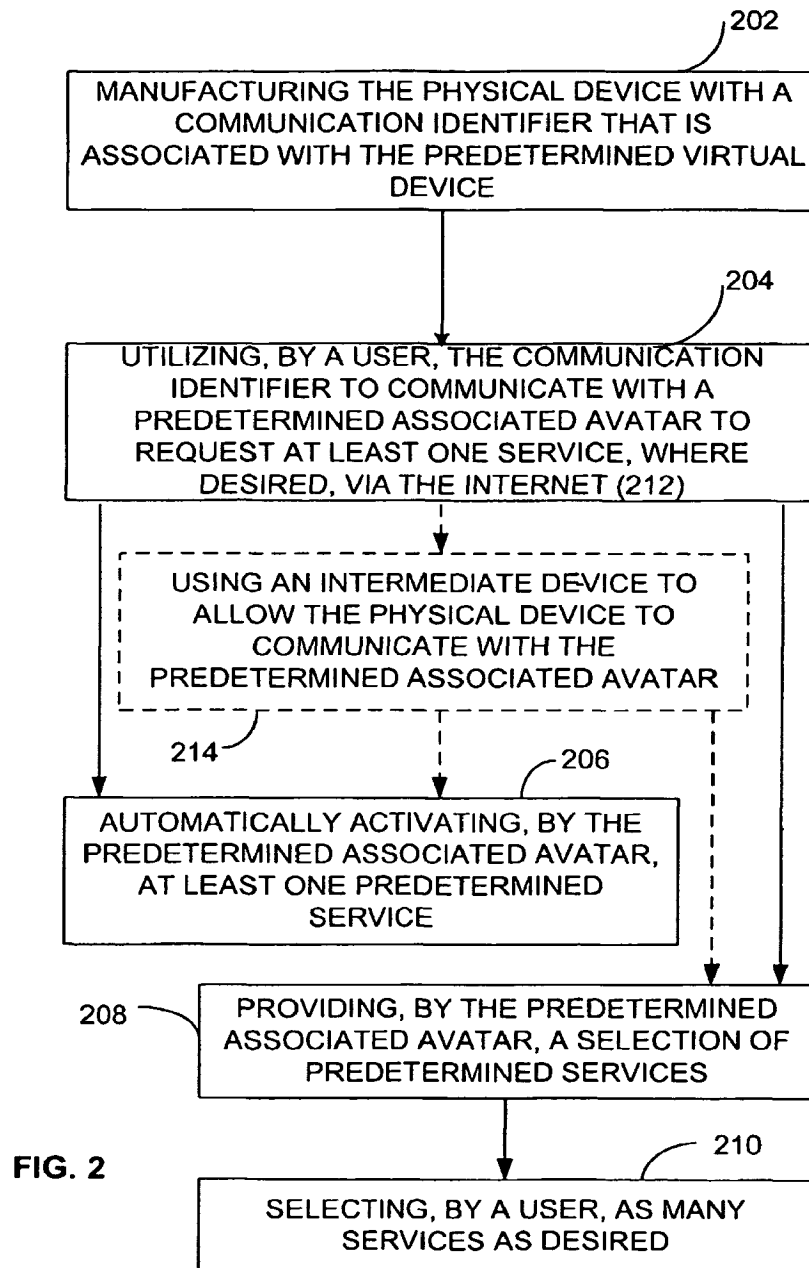 202
MANUFACTURING THE PHYSICAL DEVICE WITH A
COMMUNICATION IDENTIFIER THAT IS
ASSOCIATED WITH THE PREDETERMINED VIRTUAL
DEVICE
204
UTILIZING, BY A USER, THE COMMUNICATION
IDENTIFIER TO COMMUNICATE WITH A
PREDETERMINED ASSOCIATED AVATAR TO
REQUEST AT LEAST ONE SERVICE, WHERE
DESIRED, VIA THE INTERNET (212)
USING AN INTERMEDIATE DEVICE TO
ALLOW THE PHYSICAL DEVICE TO
COMMUNICATE WITH THE
PREDETERMINED ASSOCIATED AVATAR
214
206
AUTOMATICALLY ACTIVATING, BY THE
PREDETERMINED ASSOCIATED AVATAR,
AT LEAST ONE PREDETERMINED
SERVICE
208
PROVIDING, BY THE PREDETERMINED
ASSOCIATED AVATAR, A SELECTION OF
PREDETERMINED SERVICES
210
SELECTING, BY A USER, AS MANY
SERVICES AS DESIRED
FIG. 2